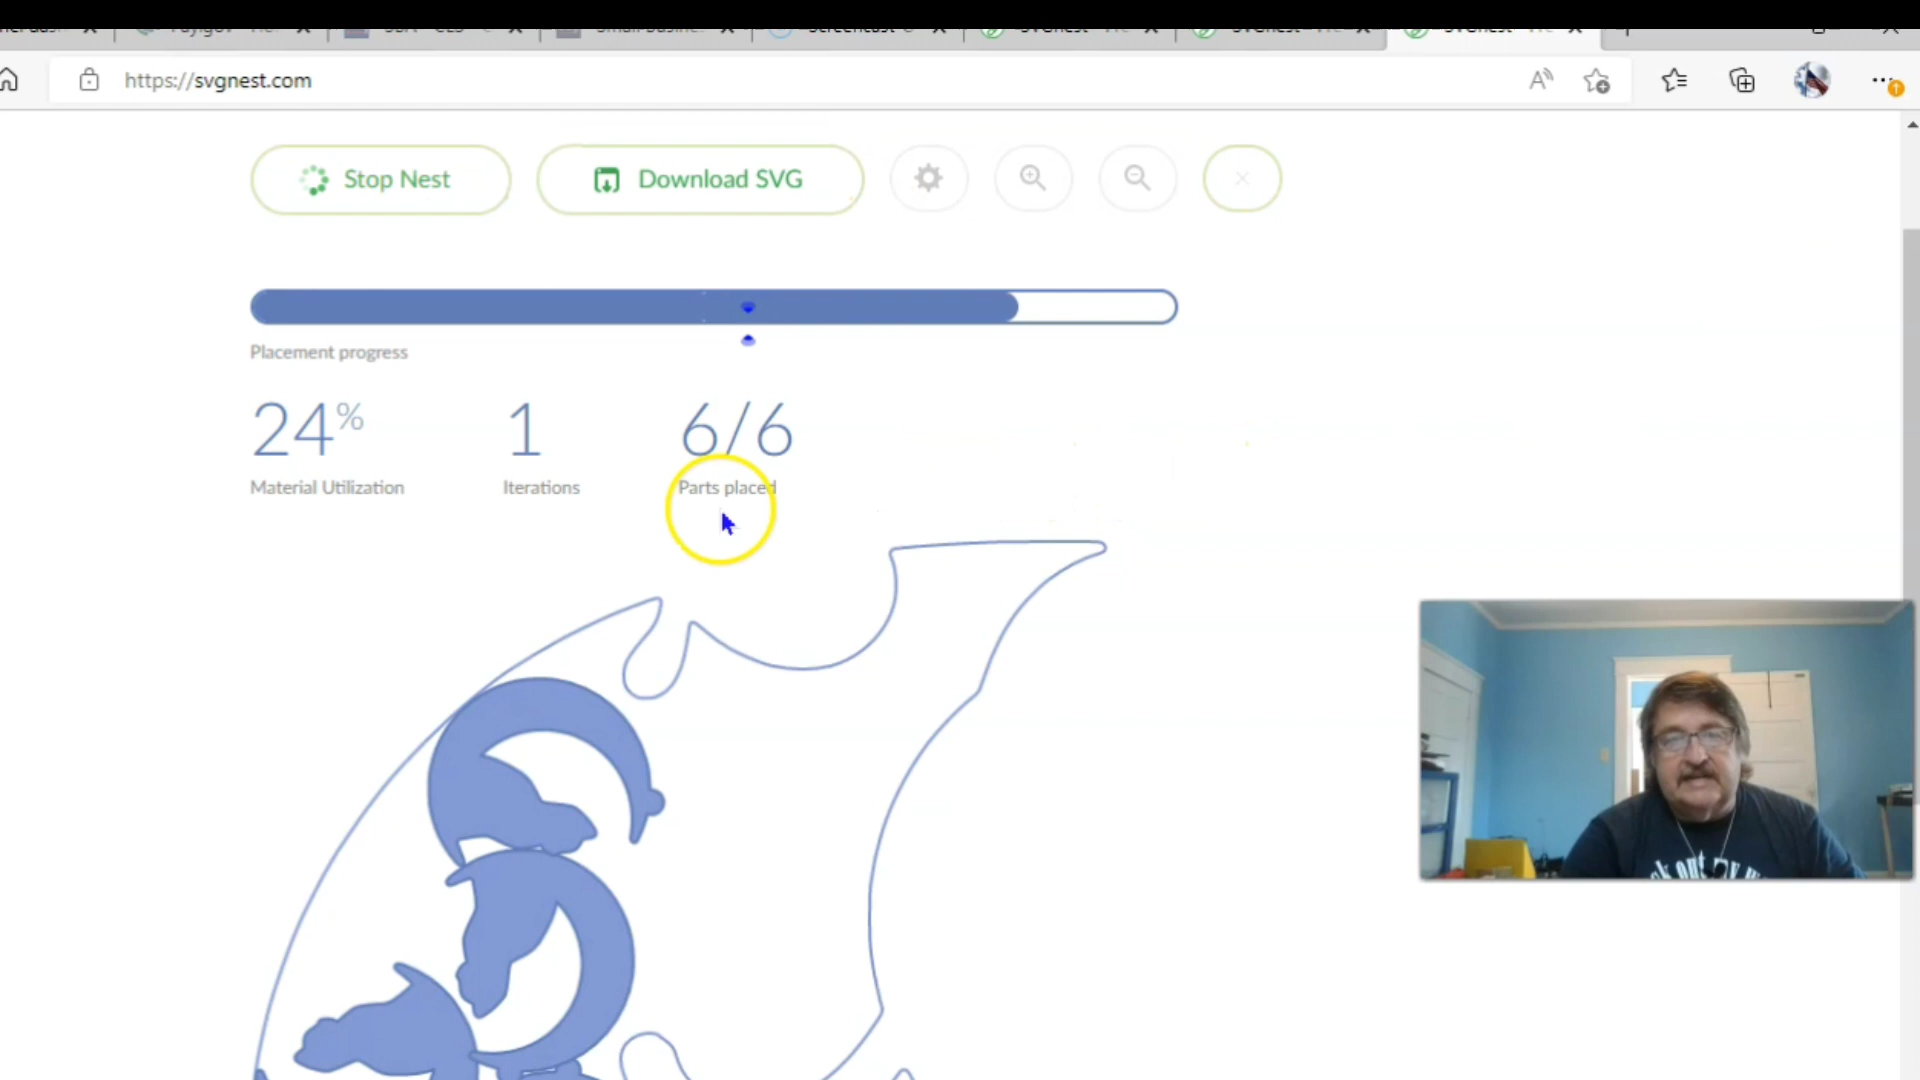 https://svgnest.com
Stop Nest
Download SVG
Placement progress
24%
1
6/6
Material Utilization
Iterations
Parts placed